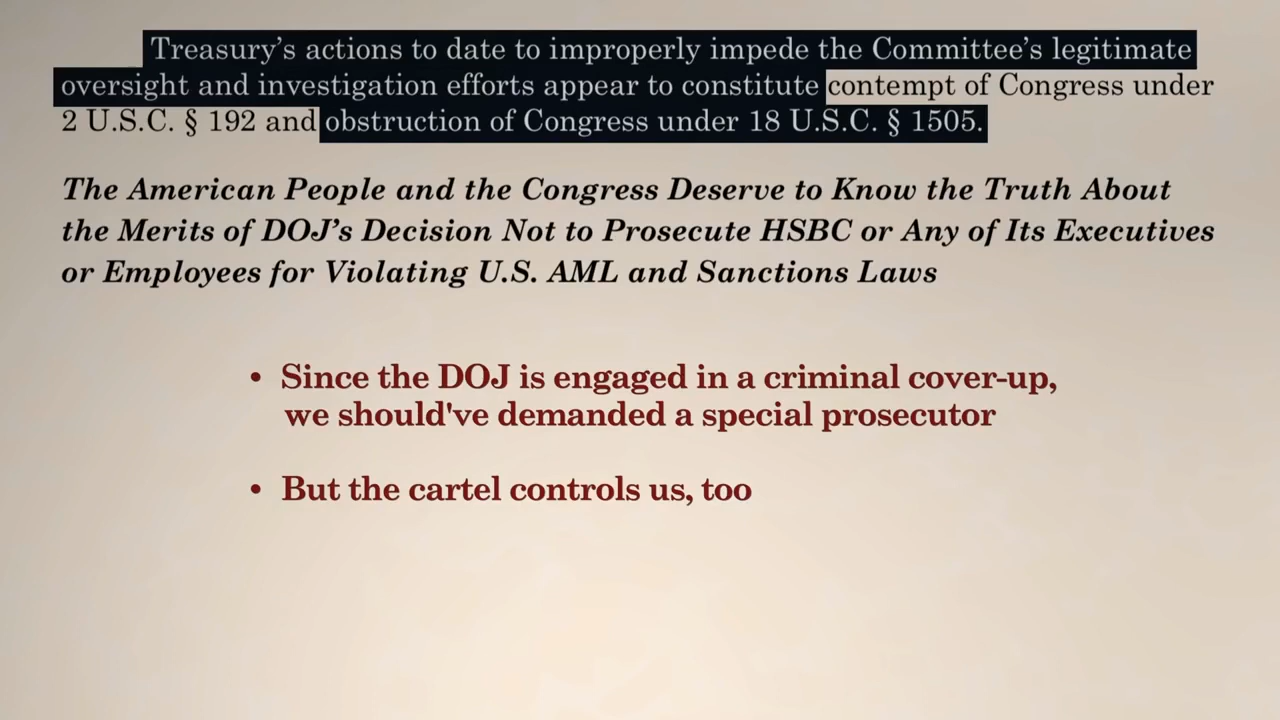 Treasury’s actions to date to improperly impede the Committee’s legitimate
oversight and investigation efforts appear to constitute contempt of Congress under
2 U.S.C. § 192 and obstruction of Congress under 18 U.S.C. § 1505.
The American People and the Congress Deserve to Know the Truth About
the Merits of DOJ’s Decision Not to Prosecute HSBC or Any of Its Executives
or Employees for Violating U.S. AML and Sanctions Laws
• Since the DOJ is engaged in a criminal cover-up,
we should've demanded a special prosecutor
• But the cartel controls us, too